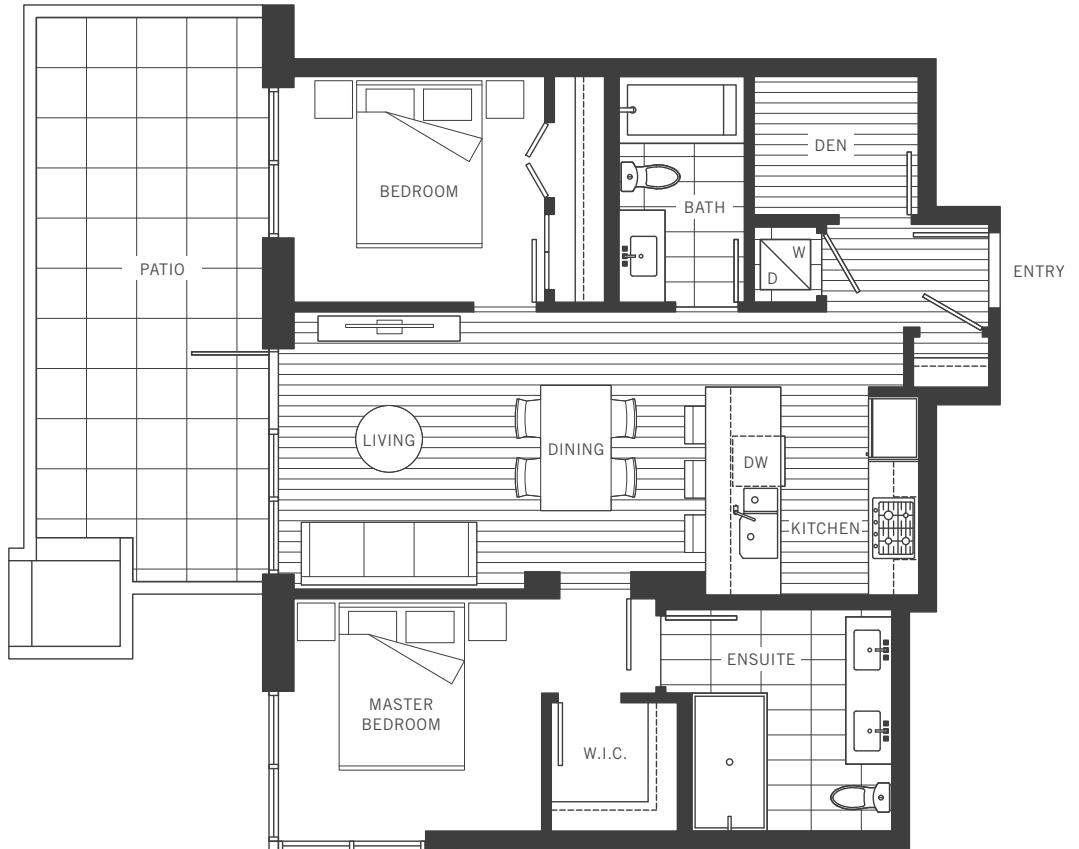 DEN
BEDROOM
BATH
W
D
PATIO
ENTRY
LIVING
DINING
DW
KITCHEN
ENSUITE
MASTER
BEDROOM
W.I.C.